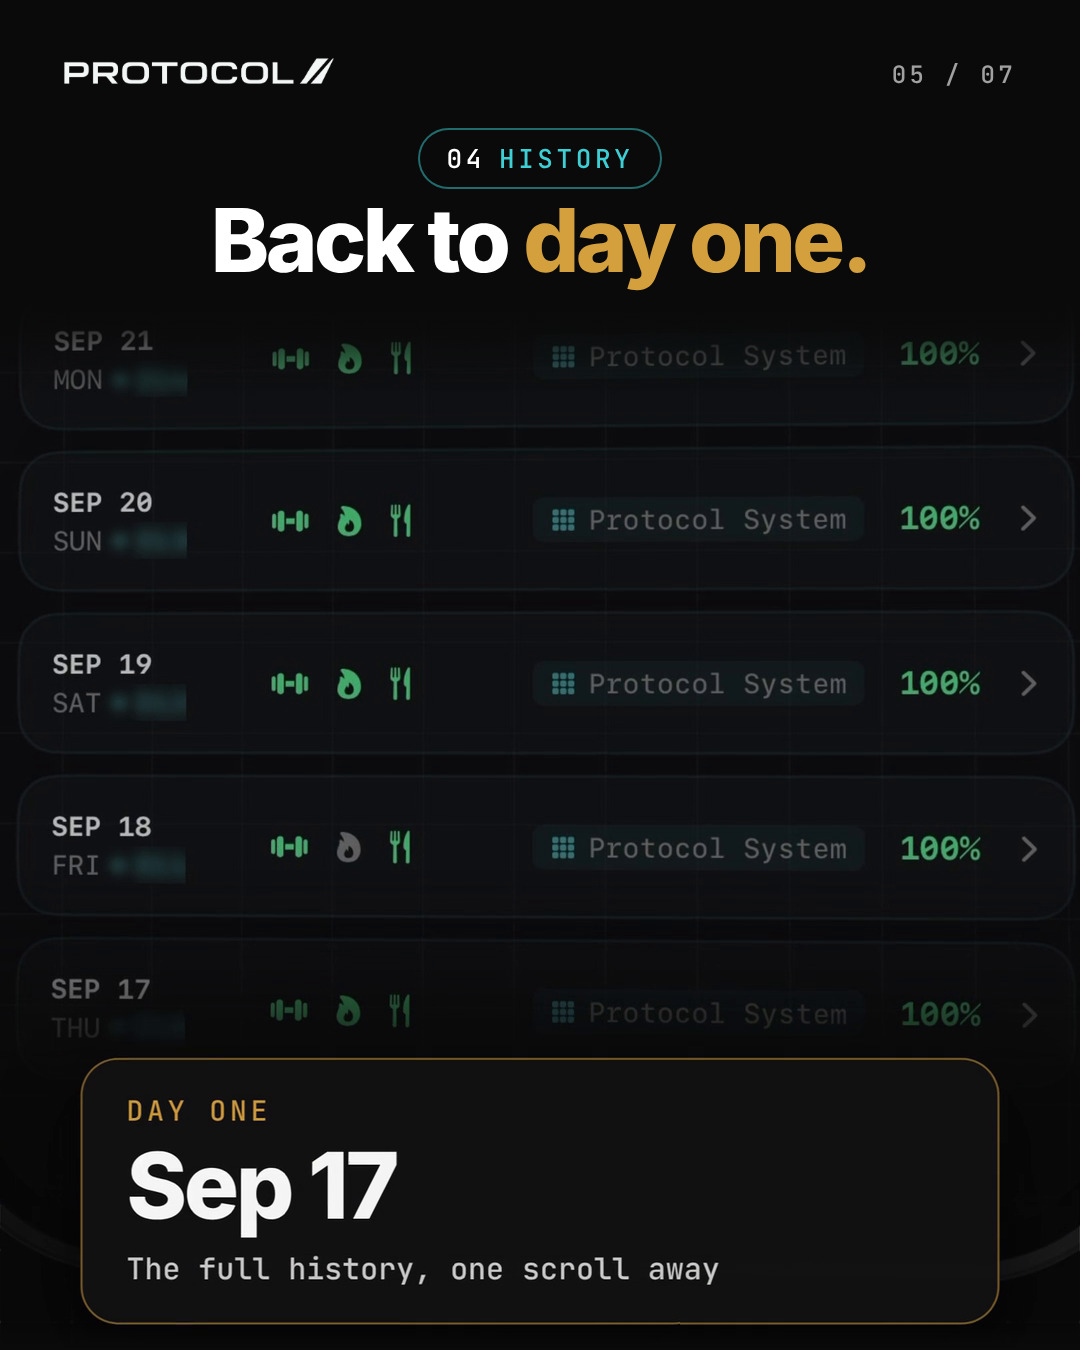 PROTOCOL
05 / 07
04 HISTORY
Back to day one.
SEP 21
MON
Protocol System
100%
SEP 20
SUN
Protocol System
100%
SEP 19
SAT
Protocol System
100%
SEP 18
FRI
Protocol System
100%
SEP 17
THU
Protocol System
100%
DAY ONE
Sep 17
The full history, one scroll away